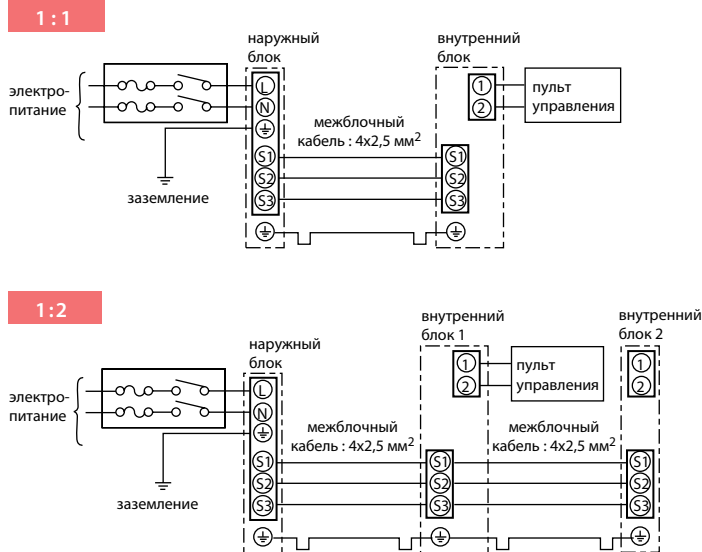 1 : 1
наружный
блок
внутренний
блок
электро-
питание
L
N
межблочный
кабель : 4x2,5 мм2
заземление
S1
S2
S3
S1
S2
S3
1
2
пульт
управления
1:2
наружный
блок
внутренний
блок 1
внутренний
блок 2
электро-
питание
L
N
межблочный
кабель : 4x2,5 мм2
межблочный
кабель : 4x2,5 мм2
заземление
S1
S2
S3
1
2
пульт
управления
S1
S2
S3
1
2
S1
S2
S3